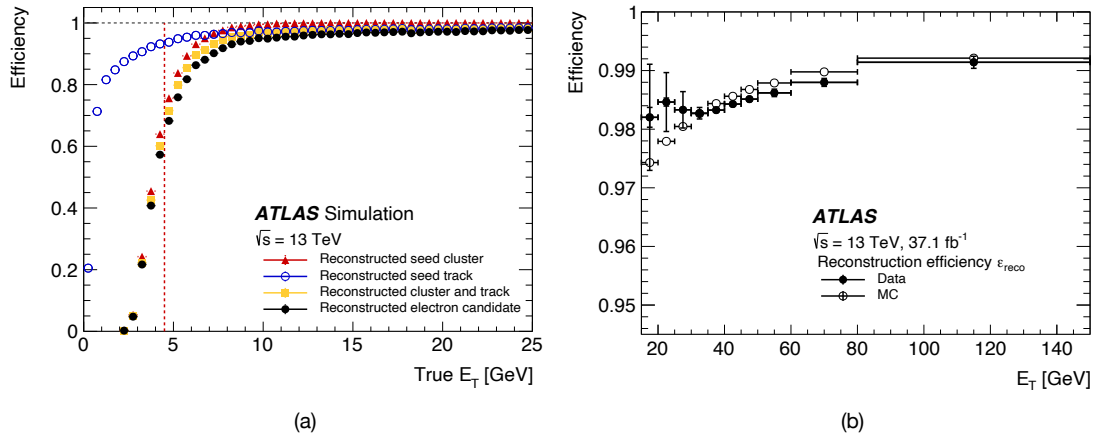 Efficiency
1
0.8
0.6
0.4
0.2
0
0 5 10 15 20 25
True E_T [GeV]
ATLAS Simulation
√s = 13 TeV
Reconstructed seed cluster
Reconstructed seed track
Reconstructed cluster and track
Reconstructed electron candidate
(a)
Efficiency
1
0.99
0.98
0.97
0.96
0.95
20 40 60 80 100 120 140
E_T [GeV]
ATLAS
√s = 13 TeV, 37.1 fb⁻¹
Reconstruction efficiency ε_reco
Data
MC
(b)